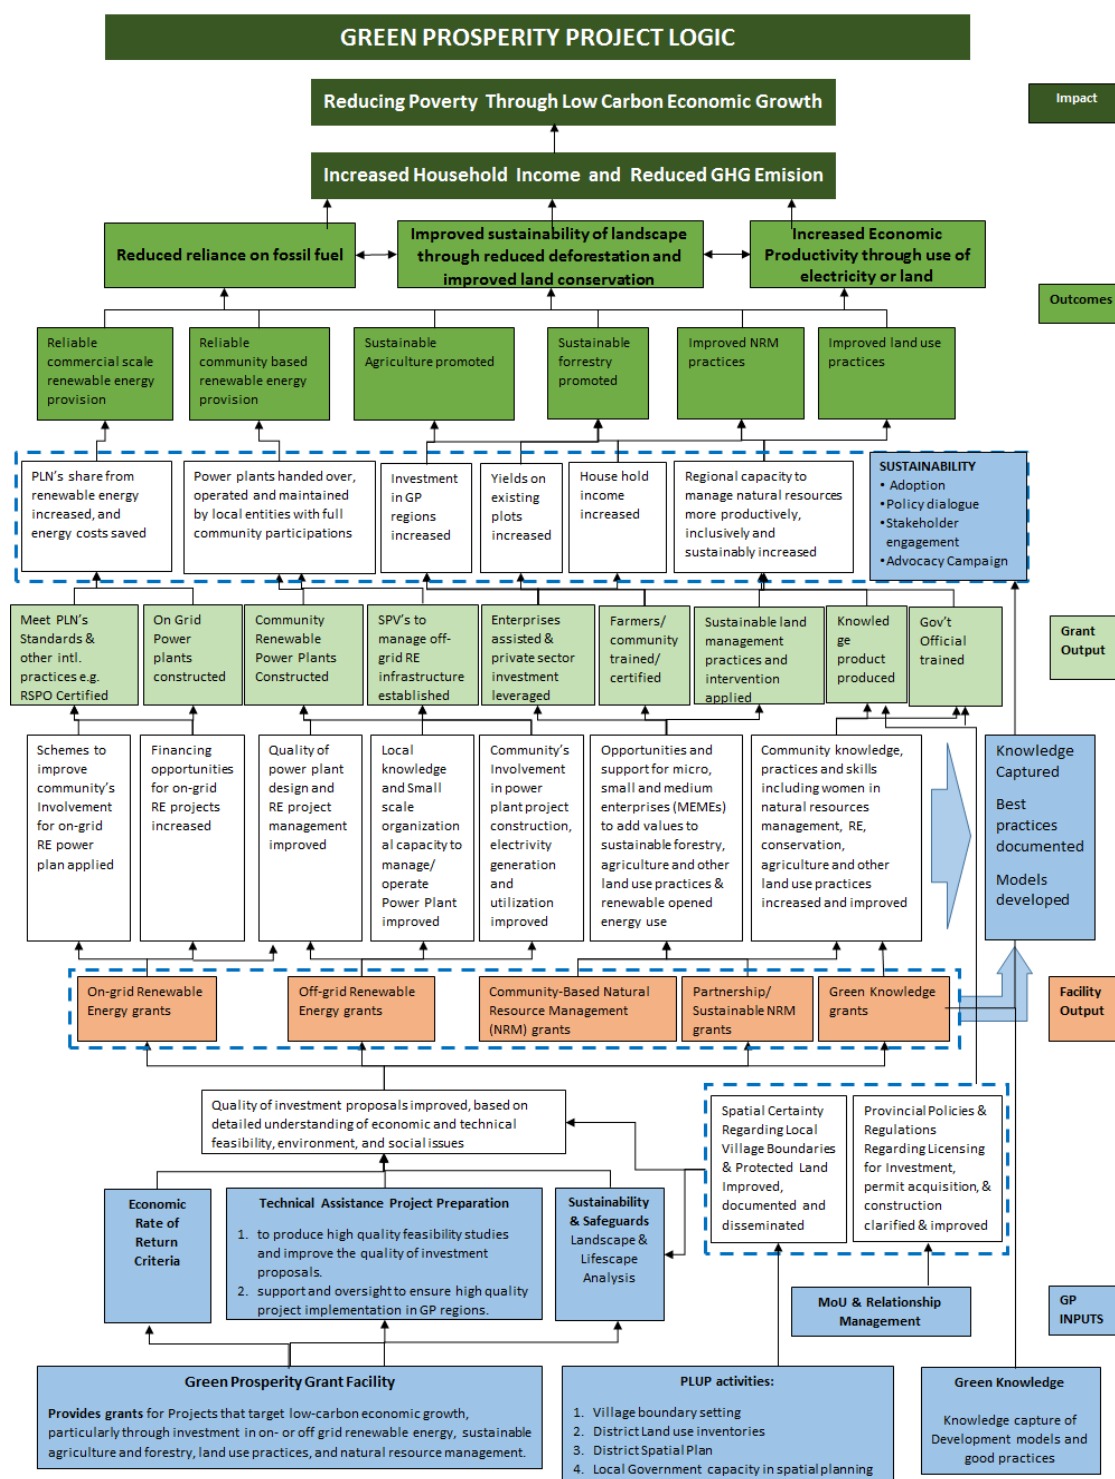 GREEN PROSPERITY PROJECT LOGIC
Reducing Poverty Through Low Carbon Economic Growth
Impact
Increased Household Income and Reduced GHG Emision
Reduced reliance on fossil fuel
Improved sustainability of landscape
through reduced deforestation and
improved land conservation
Increased Economic
Productivity through use of
electricity or land
Outcomes
Reliable
commercial scale
renewable energy
provision
Reliable
community based
renewable energy
provision
Sustainable
Agriculture promoted
Sustainable
forrestry
promoted
Improved NRM
practices
Improved land use
practices
PLN's share from
renewable energy
increased, and
energy costs saved
Power plants handed over,
operated and maintained
by local entities with full
community participations
Investment
in GP
regions
increased
Yields on
existing
plots
increased
House hold
income
increased
Regional capacity to
manage natural resources
more productively,
inclusively and
sustainably increased
SUSTAINABILITY
• Adoption
• Policy dialogue
• Stakeholder
engagement
• Advocacy Campaign
Meet PLN's
Standards &
other intl.
practices e.g.
RSPO Certified
On Grid
Power
plants
constructed
Community
Renewable
Power Plants
Constructed
SPV's to
manage off-
grid RE
infrastructure
established
Enterprises
assisted &
private sector
investment
leveraged
Farmers/
community
trained/
certified
Sustainable land
management
practices and
intervention
applied
Knowled
ge
product
produced
Gov't
Official
trained
Grant
Output
Schemes to
improve
community's
Involvement
for on-grid
RE power
plan applied
Financing
opportunities
for on-grid
RE projects
increased
Quality of
power plant
design and
RE project
management
improved
Local
knowledge
and Small
scale
organization
al capacity to
manage/
operate
Power Plant
improved
Community's
Involvement
in power
plant project
construction,
electrivity
generation
and
utilization
improved
Opportunities and
support for micro,
small and medium
enterprises (MEMEs)
to add values to
sustainable forestry,
agriculture and other
land use practices &
renewable opened
energy use
Community knowledge,
practices and skills
including women in
natural resources
management, RE,
conservation,
agriculture and other
land use practices
increased and improved
Knowledge
Captured
Best
practices
documented
Models
developed
On-grid Renewable
Energy grants
Off-grid Renewable
Energy grants
Community-Based Natural
Resource Management
(NRM) grants
Partnership/
Sustainable NRM
grants
Green Knowledge
grants
Facility
Output
Quality of investment proposals improved, based on
detailed understanding of economic and technical
feasibility, environment, and social issues
Spatial Certainty
Regarding Local
Village Boundaries
& Protected Land
Improved,
documented and
disseminated
Provincial Policies &
Regulations
Regarding Licensing
for Investment,
permit acquisition, &
construction
clarified & improved
Economic
Rate of
Return
Criteria
Technical Assistance Project Preparation
1. to produce high quality feasibility studies
and improve the quality of investment
proposals.
2. support and oversight to ensure high quality
project implementation in GP regions.
Sustainability
& Safeguards
Landscape &
Lifescape
Analysis
MoU & Relationship
Management
GP
INPUTS
Green Prosperity Grant Facility
Provides grants for Projects that target low-carbon economic growth,
particularly through investment in on- or off grid renewable energy, sustainable
agriculture and forestry, land use practices, and natural resource management.
PLUP activities:
1. Village boundary setting
2. District Land use inventories
3. District Spatial Plan
4. Local Government capacity in spatial planning
Green Knowledge
Knowledge capture of
Development models and
good practices